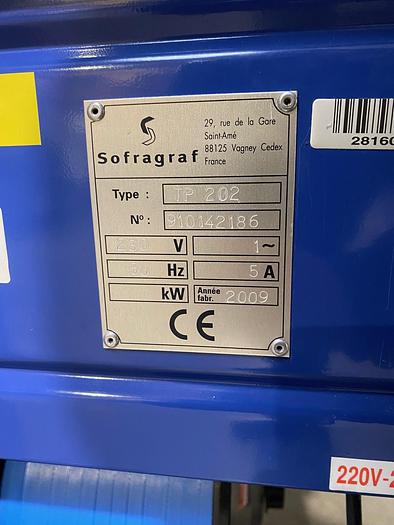 29, rue de la Gare
Saint-Amé
88125 Vagney Cedex
France
Sofragraf
Type : TP 202
N° : 910142186
230 V 1~
50 Hz 5 A
kW Année fabr. 2009
CE
28160
220V-2